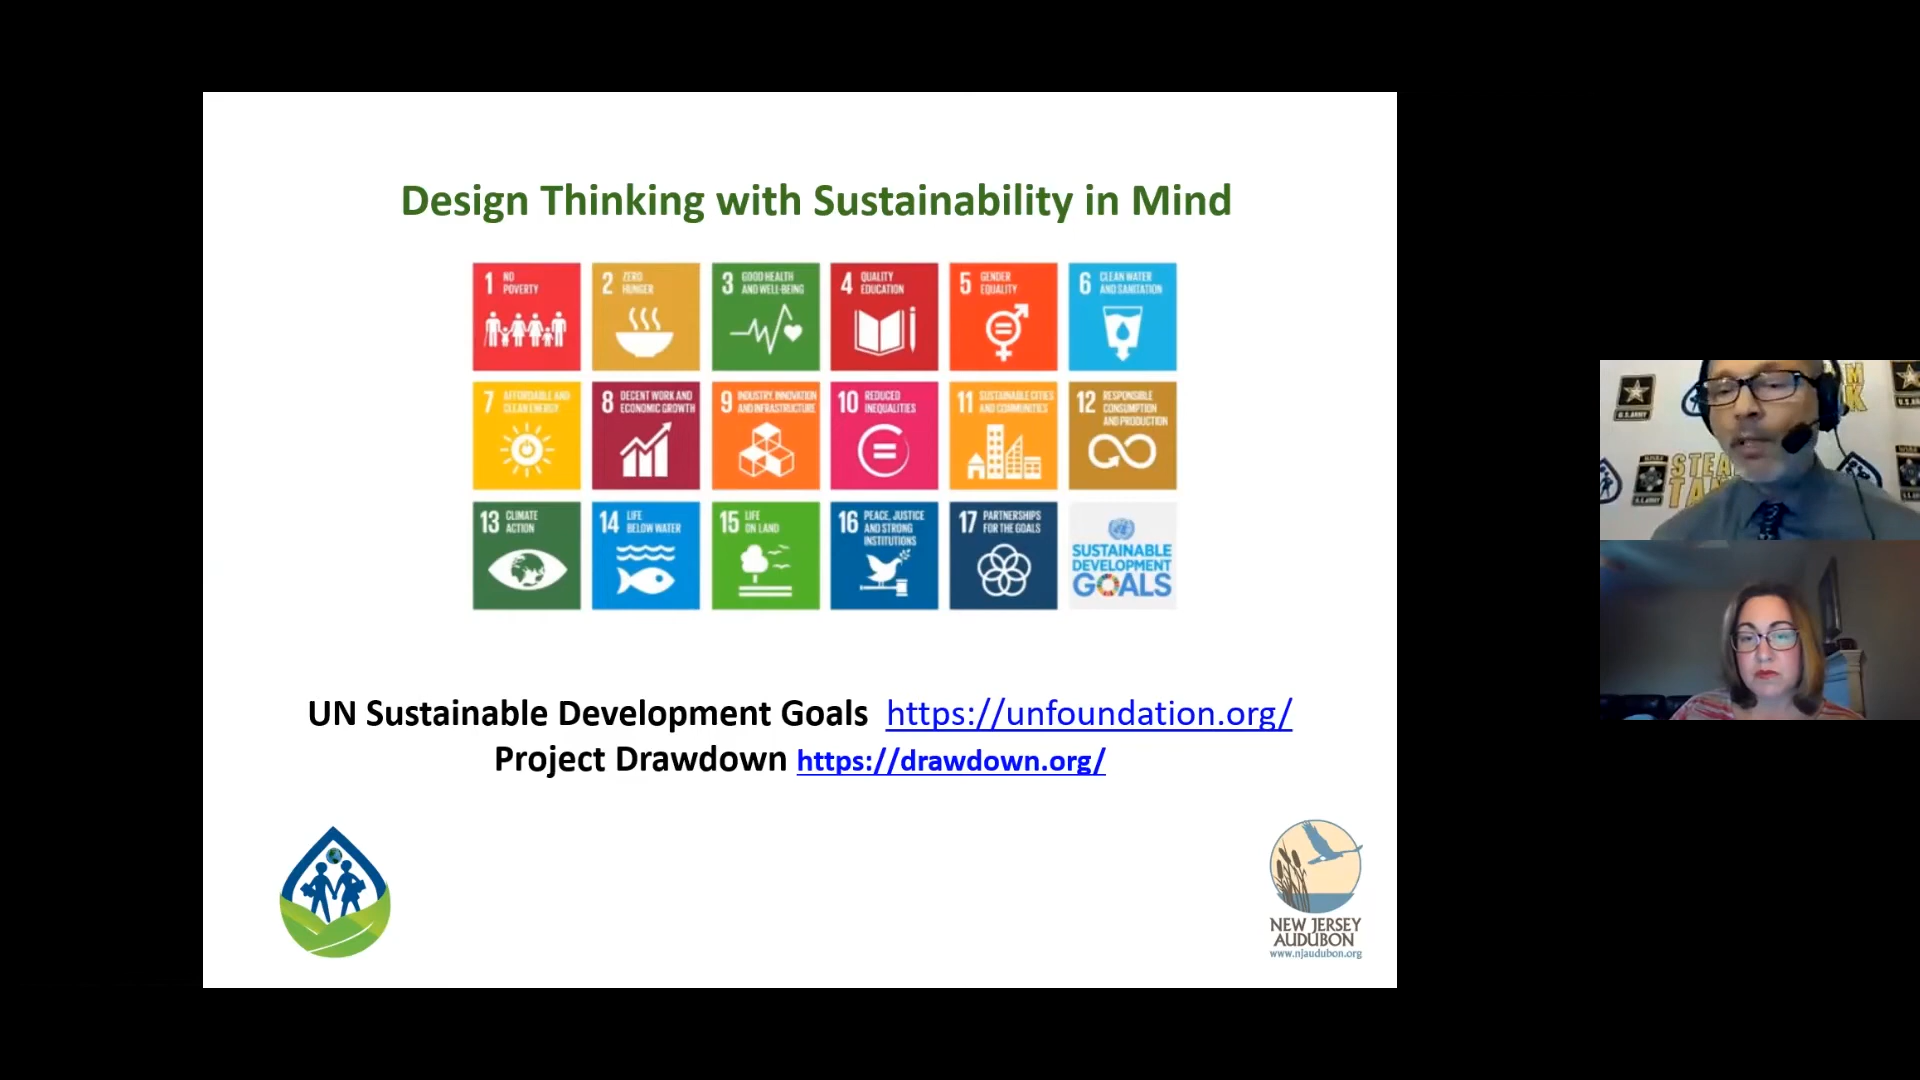 Design Thinking with Sustainability in Mind
1 NO POVERTY
2 ZERO HUNGER
3 GOOD HEALTH AND WELL-BEING
4 QUALITY EDUCATION
5 GENDER EQUALITY
6 CLEAN WATER AND SANITATION
7 AFFORDABLE AND CLEAN ENERGY
8 DECENT WORK AND ECONOMIC GROWTH
9 INDUSTRY, INNOVATION AND INFRASTRUCTURE
10 REDUCED INEQUALITIES
11 SUSTAINABLE CITIES AND COMMUNITIES
12 RESPONSIBLE CONSUMPTION AND PRODUCTION
13 CLIMATE ACTION
14 LIFE BELOW WATER
15 LIFE ON LAND
16 PEACE, JUSTICE AND STRONG INSTITUTIONS
17 PARTNERSHIPS FOR THE GOALS
SUSTAINABLE
DEVELOPMENT
GOALS
UN Sustainable Development Goals https://unfoundation.org/
Project Drawdown https://drawdown.org/
NEW JERSEY
AUDUBON
www.njaudubon.org
U.S. ARMY
STEA
TA